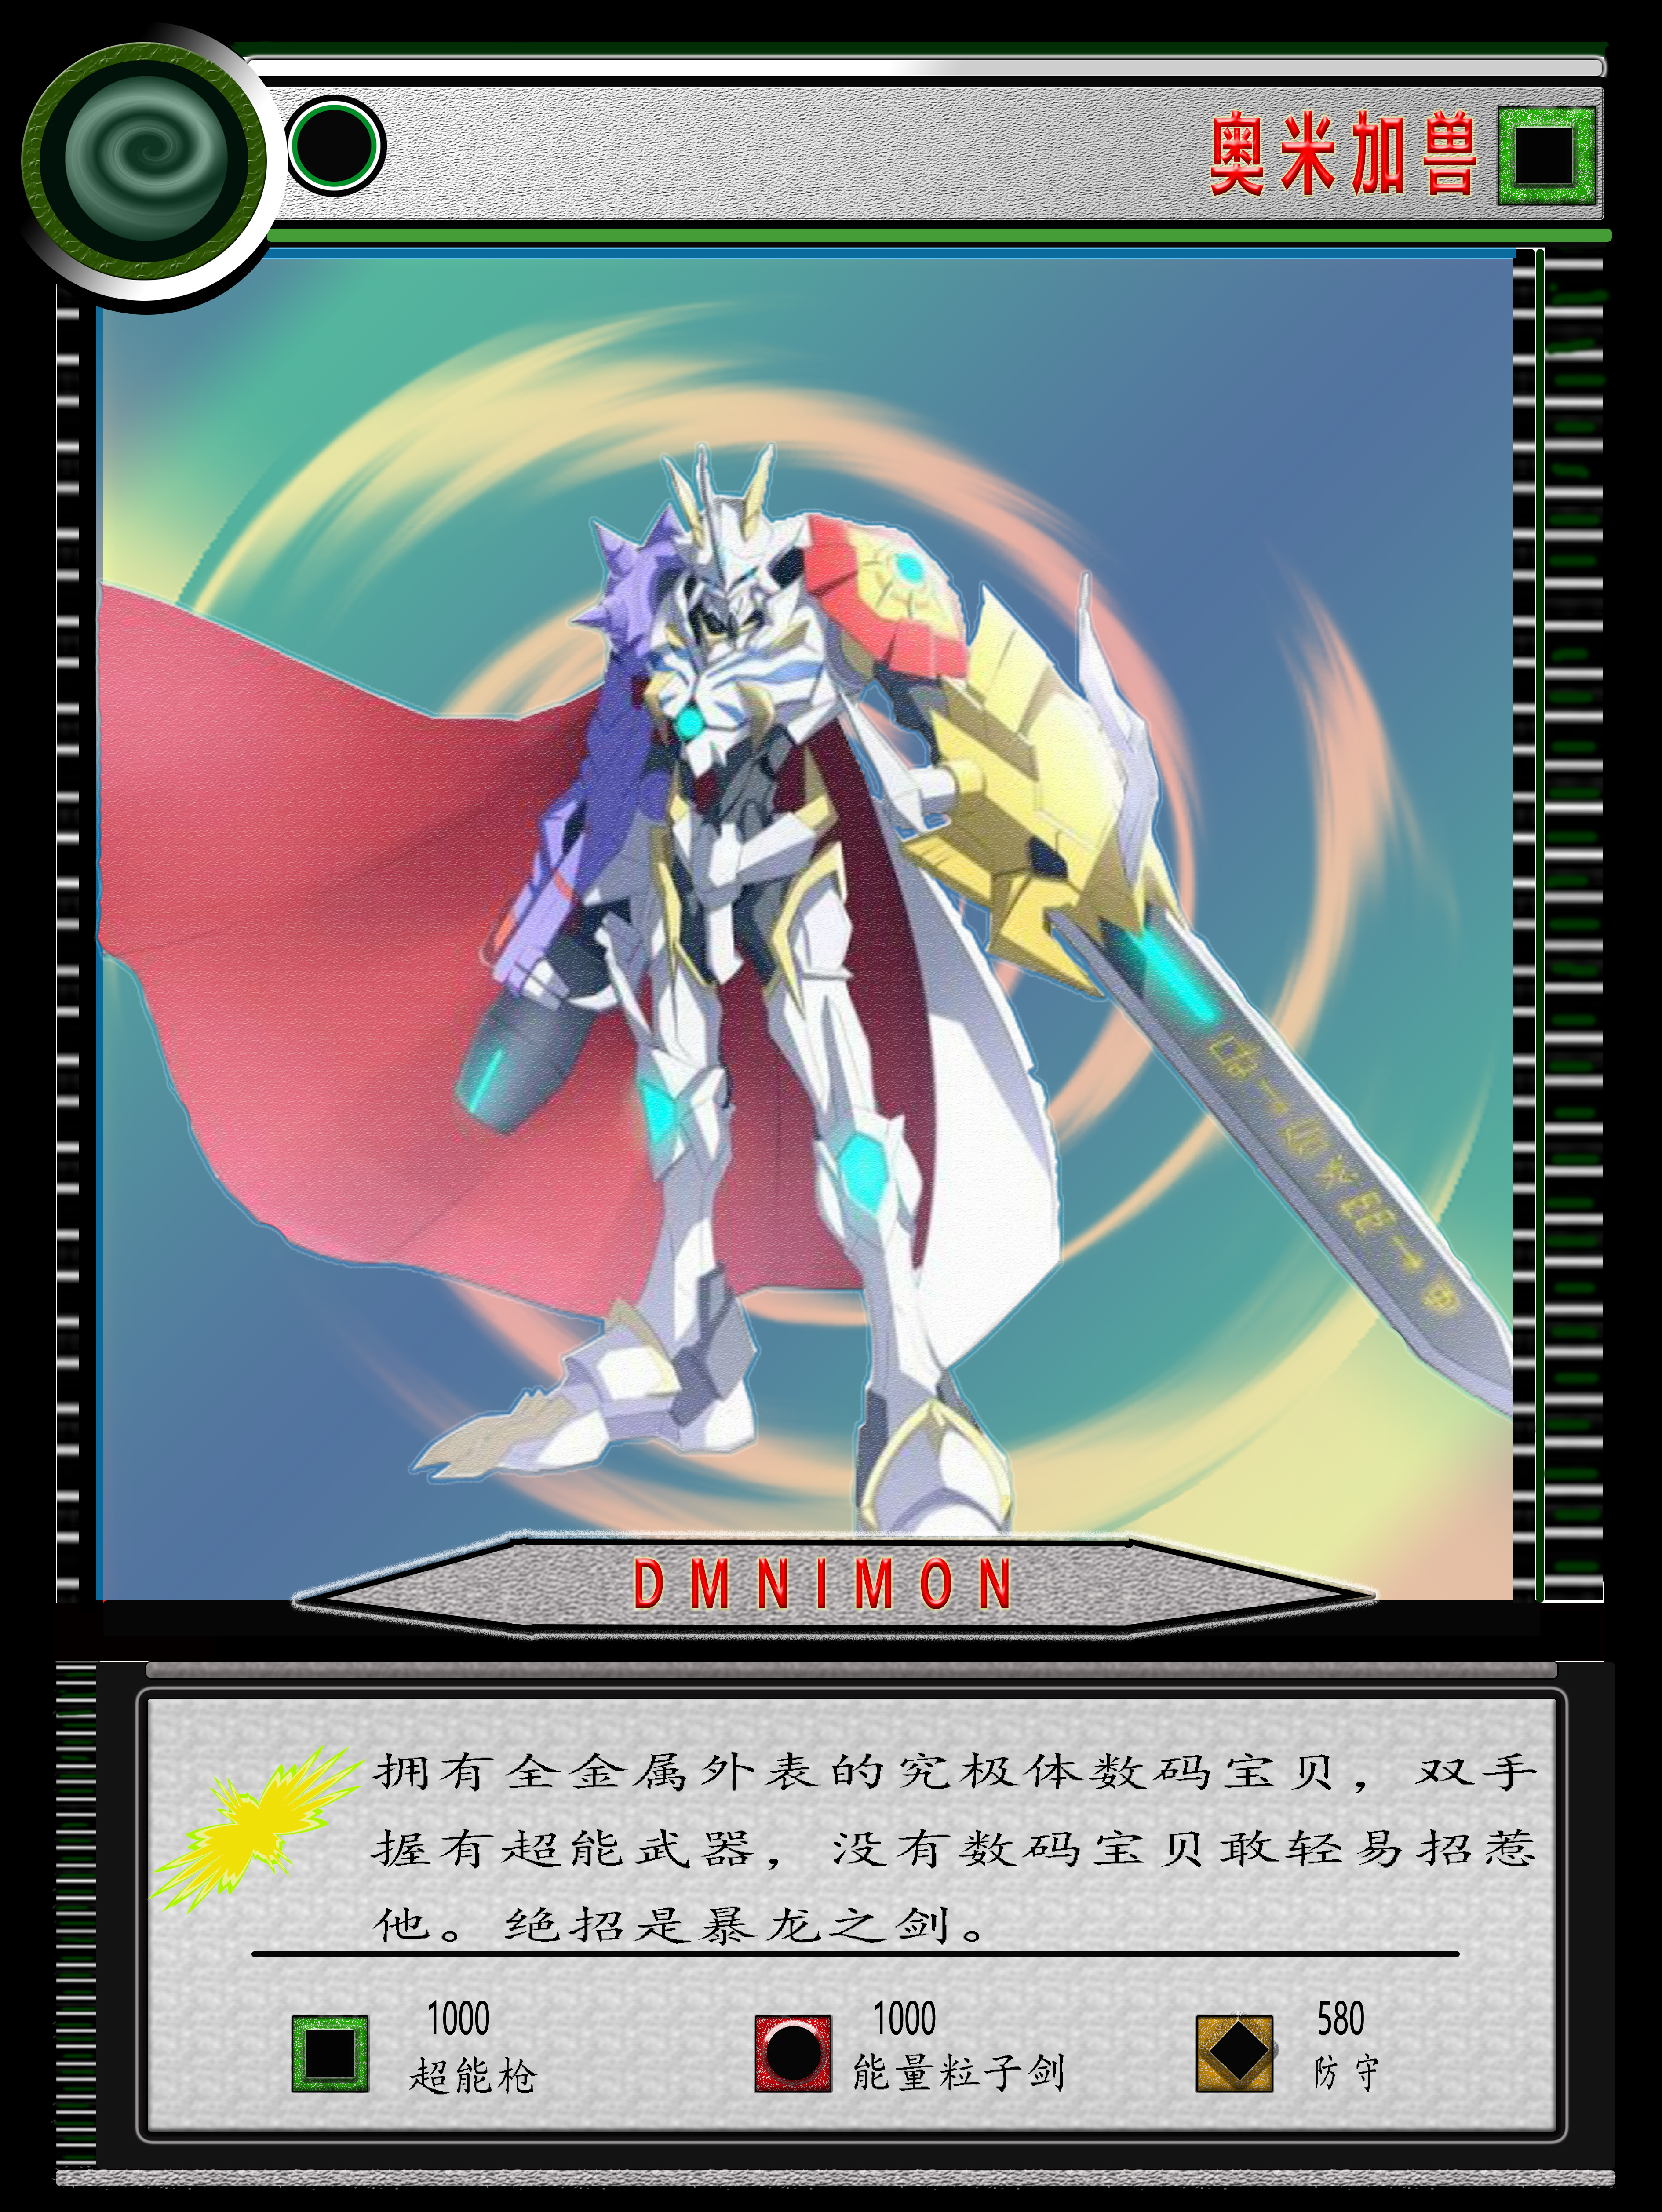 奥米加兽
DMNIMON
拥有全金属外表的究极体数码宝贝，双手
握有超能武器，没有数码宝贝敢轻易招惹
他。绝招是暴龙之剑。
1000
超能枪
1000
能量粒子剑
580
防守